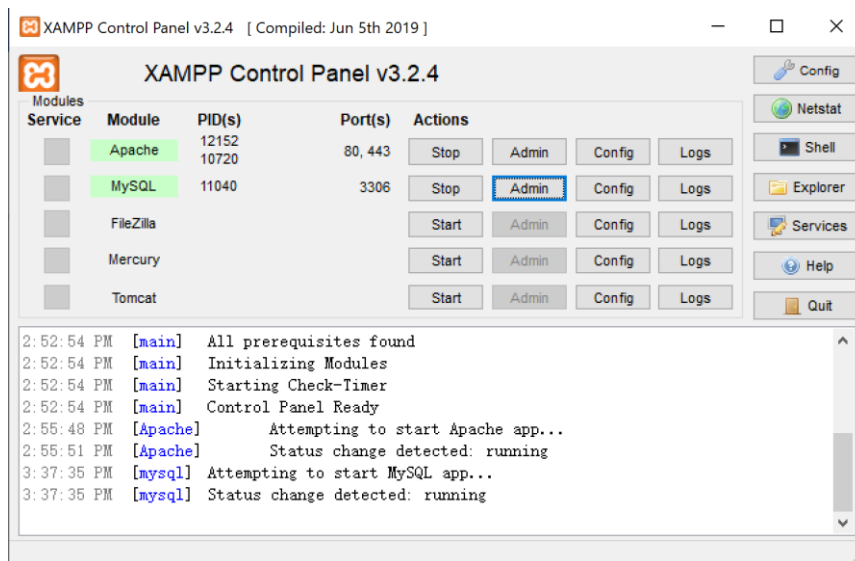 XAMPP Control Panel v3.2.4 [ Compiled: Jun 5th 2019 ]
XAMPP Control Panel v3.2.4
Config
Modules
Service Module PID(s) Port(s) Actions
Netstat
Apache 12152 10720 80, 443 Stop Admin Config Logs
Shell
MySQL 11040 3306 Stop Admin Config Logs
Explorer
FileZilla Start Admin Config Logs
Services
Mercury Start Admin Config Logs
Help
Tomcat Start Admin Config Logs
Quit
2:52:54 PM [main] All prerequisites found
2:52:54 PM [main] Initializing Modules
2:52:54 PM [main] Starting Check-Timer
2:52:54 PM [main] Control Panel Ready
2:55:48 PM [Apache] Attempting to start Apache app...
2:55:51 PM [Apache] Status change detected: running
3:37:35 PM [mysql] Attempting to start MySQL app...
3:37:35 PM [mysql] Status change detected: running